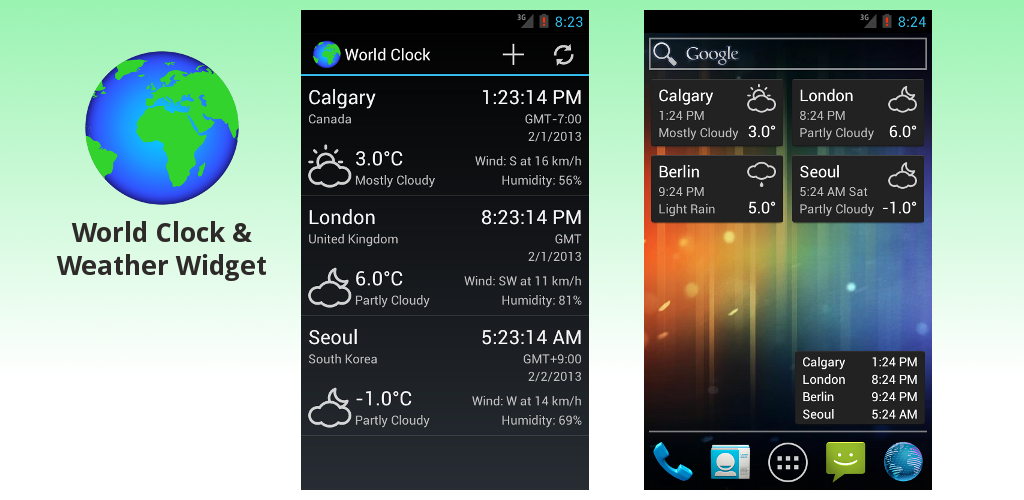 World Clock &
Weather Widget
3G 8:23
World Clock
Calgary 1:23:14 PM
Canada GMT-7:00
2/1/2013
3.0°C Wind: S at 16 km/h
Mostly Cloudy Humidity: 56%
London 8:23:14 PM
United Kingdom GMT
2/1/2013
6.0°C Wind: SW at 11 km/h
Partly Cloudy Humidity: 81%
Seoul 5:23:14 AM
South Korea GMT+9:00
2/2/2013
-1.0°C Wind: W at 14 km/h
Partly Cloudy Humidity: 69%
3G 8:24
Google
Calgary
1:24 PM
Mostly Cloudy 3.0°
London
8:24 PM
Partly Cloudy 6.0°
Berlin
9:24 PM
Light Rain 5.0°
Seoul
5:24 AM Sat
Partly Cloudy -1.0°
Calgary 1:24 PM
London 8:24 PM
Berlin 9:24 PM
Seoul 5:24 AM